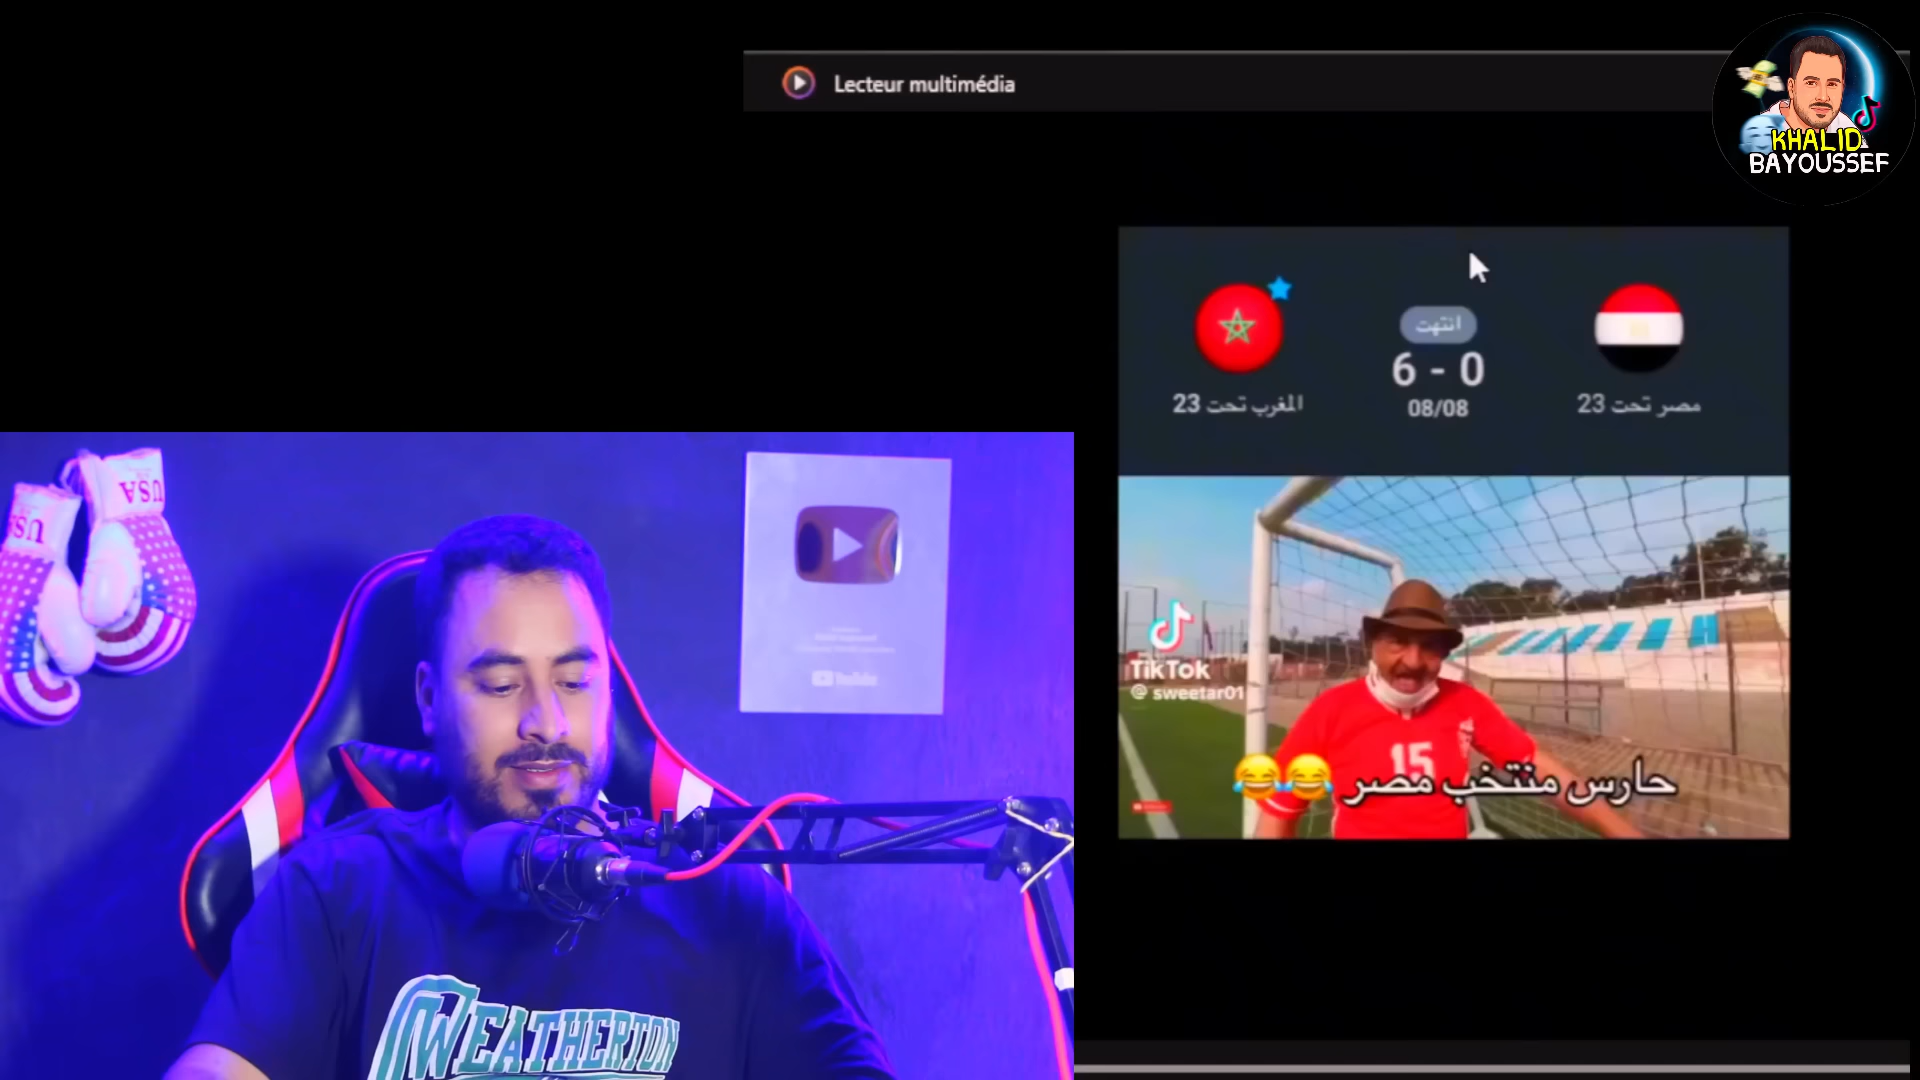 Lecteur multimédia
KHALID
BAYOUSSEF
انتهت
6 - 0
08/08
المغرب تحت 23
مصر تحت 23
USA
USA
YouTube
TikTok
@ sweetar01
15
حارس منتخب مصر 😂😂
WEATHERTON